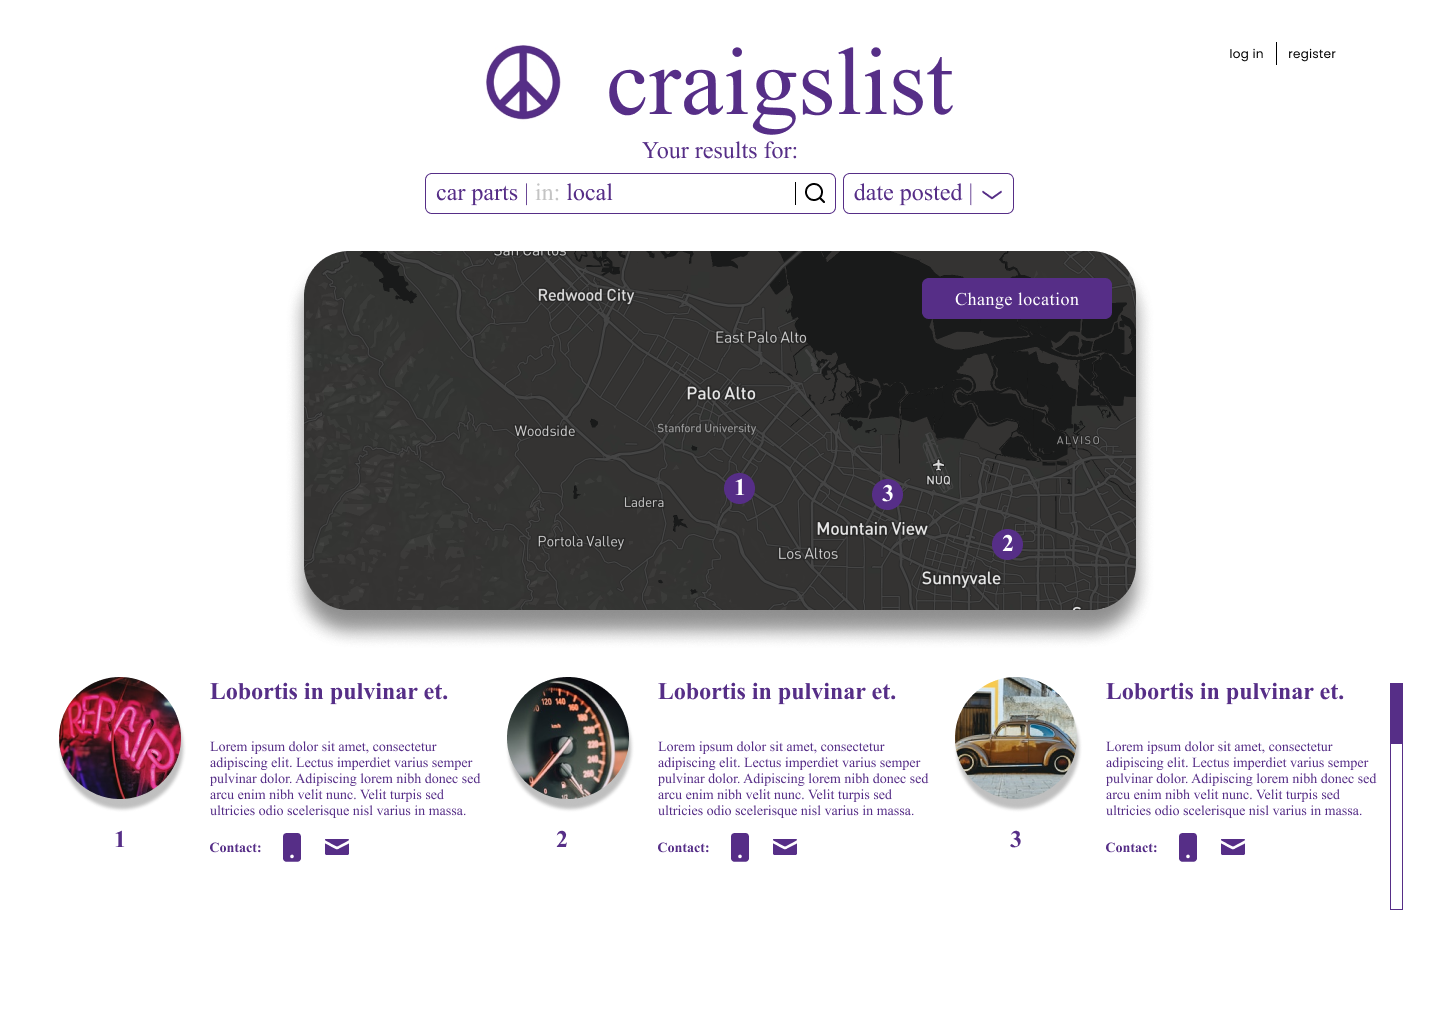 log in | register
craigslist
Your results for:
car parts | in: local
date posted |
San Carlos
Redwood City
Change location
East Palo Alto
Palo Alto
Stanford University
Woodside
ALVISO
NUQ
1
3
Ladera
Mountain View
Portola Valley
Los Altos
2
Sunnyvale
REPAIR
1
Lobortis in pulvinar et.
Lorem ipsum dolor sit amet, consectetur
adipiscing elit. Lectus imperdiet varius semper
pulvinar dolor. Adipiscing lorem nibh donec sed
arcu enim nibh velit nunc. Velit turpis sed
ultricies odio scelerisque nisl varius in massa.
Contact:
120 140 160
km/h
2
Lobortis in pulvinar et.
Lorem ipsum dolor sit amet, consectetur
adipiscing elit. Lectus imperdiet varius semper
pulvinar dolor. Adipiscing lorem nibh donec sed
arcu enim nibh velit nunc. Velit turpis sed
ultricies odio scelerisque nisl varius in massa.
Contact:
3
Lobortis in pulvinar et.
Lorem ipsum dolor sit amet, consectetur
adipiscing elit. Lectus imperdiet varius semper
pulvinar dolor. Adipiscing lorem nibh donec sed
arcu enim nibh velit nunc. Velit turpis sed
ultricies odio scelerisque nisl varius in massa.
Contact: